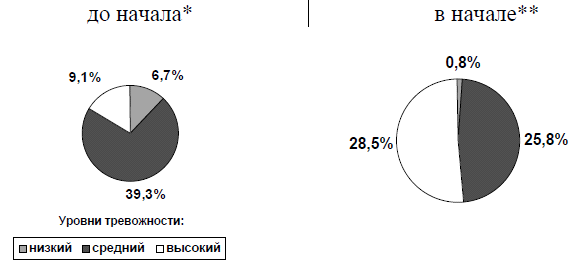 до начала*
в начале**
9,1%
6,7%
39,3%
0,8%
28,5%
25,8%
Уровни тревожности:
низкий средний высокий